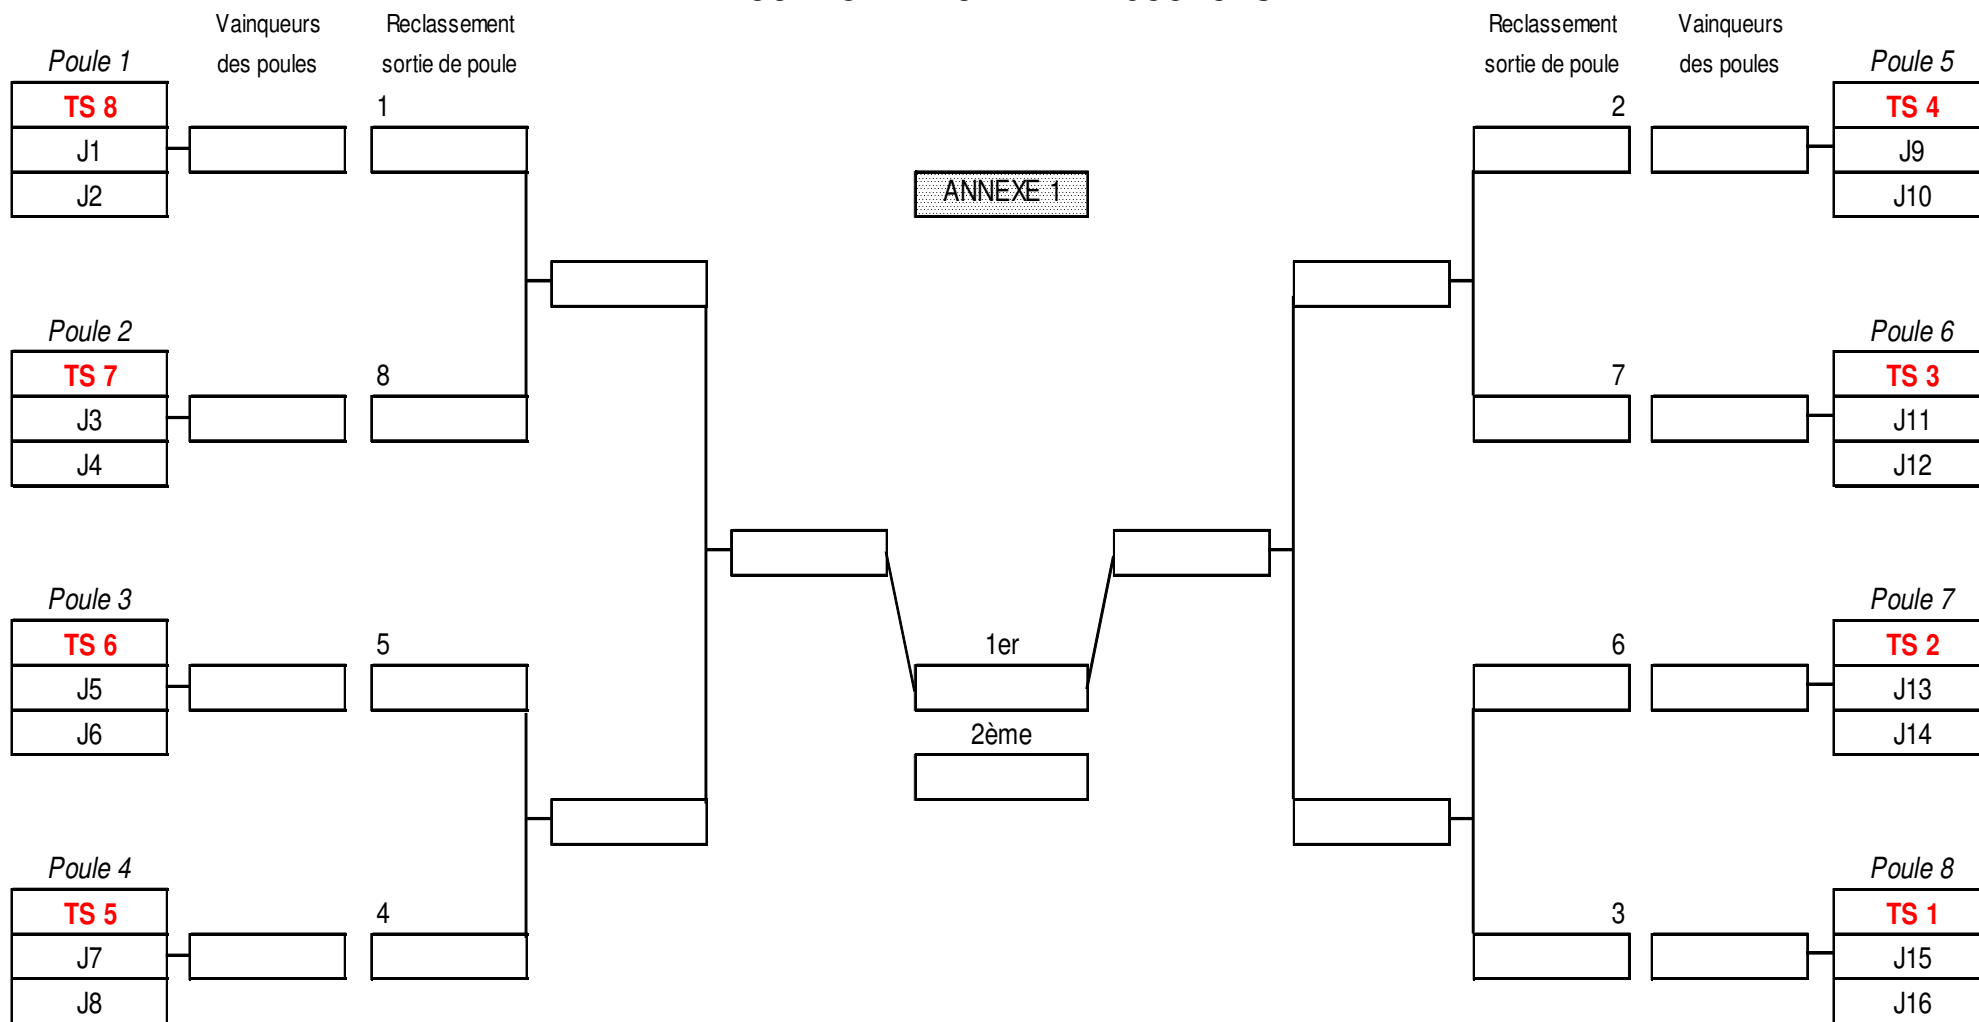 Vainqueurs
des poules
Reclassement
sortie de poule
Reclassement
sortie de poule
Vainqueurs
des poules
Poule 1
TS 8
J1
J2
1
ANNEXE 1
2
Poule 5
TS 4
J9
J10
Poule 2
TS 7
J3
J4
8
7
Poule 6
TS 3
J11
J12
Poule 3
TS 6
J5
J6
5
1er
2ème
6
Poule 7
TS 2
J13
J14
Poule 4
TS 5
J7
J8
4
3
Poule 8
TS 1
J15
J16